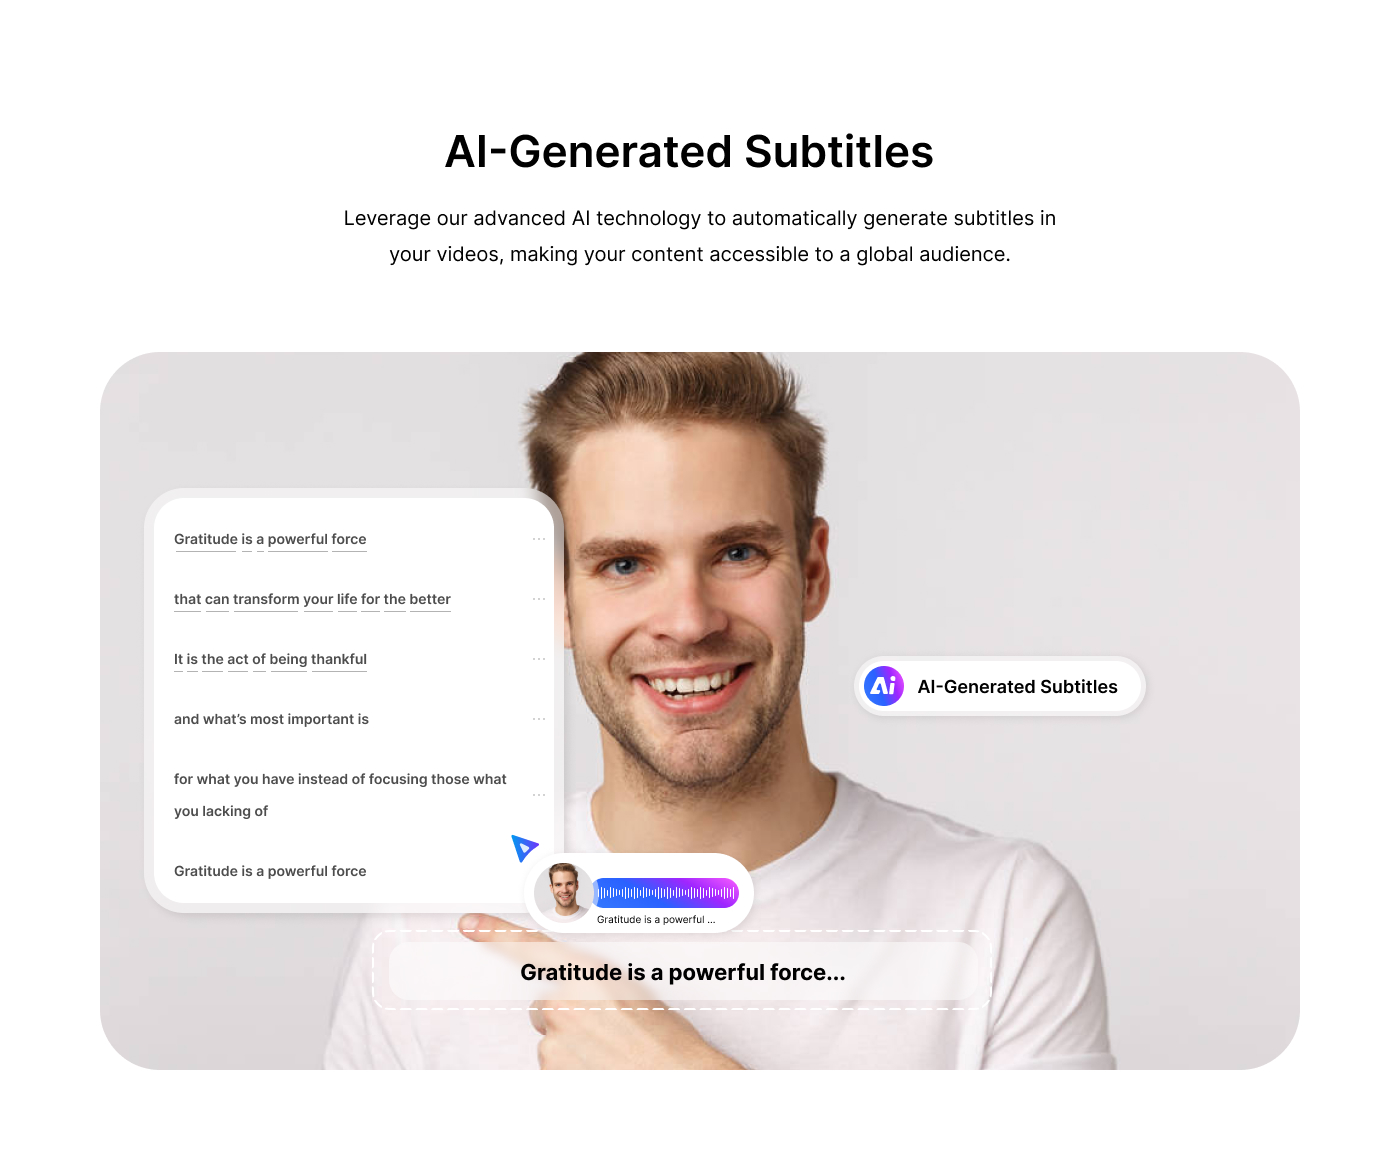 AI-Generated Subtitles
Leverage our advanced AI technology to automatically generate subtitles in
your videos, making your content accessible to a global audience.
Gratitude is a powerful force
that can transform your life for the better
It is the act of being thankful
and what’s most important is
for what you have instead of focusing those what
you lacking of
Gratitude is a powerful force
Ai AI-Generated Subtitles
Gratitude is a powerful ...
Gratitude is a powerful force...